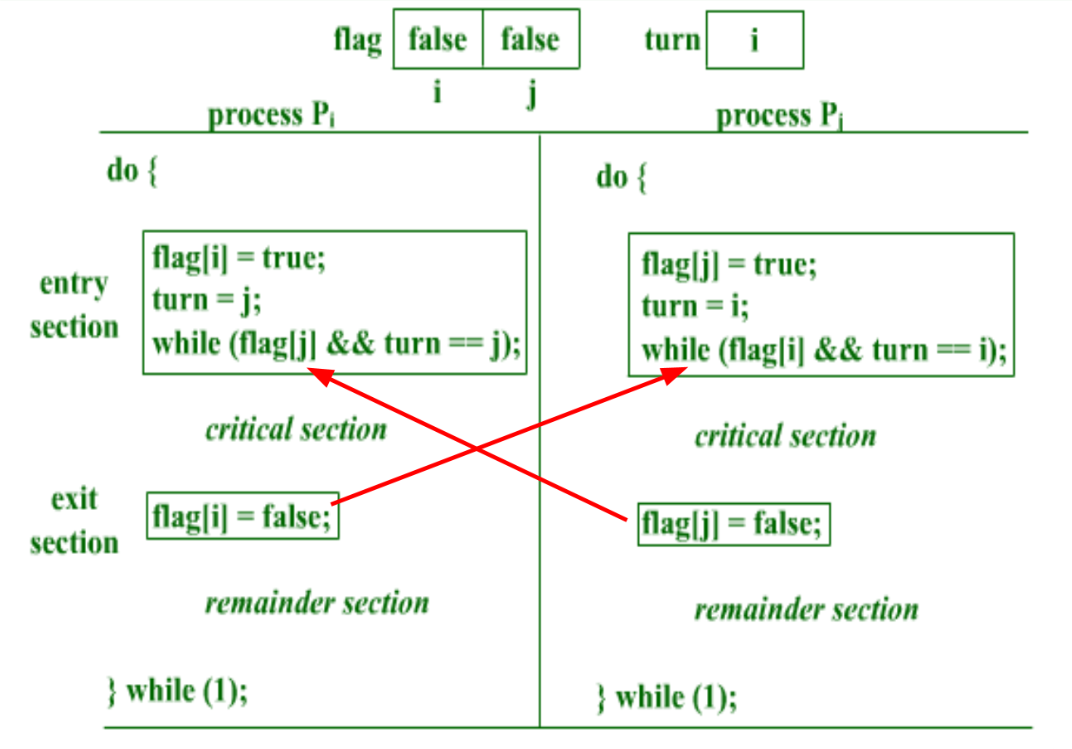 flag false false turn i
i j
process Pi process Pj
do { do {
entry section
flag[i] = true;
turn = j;
while (flag[j] && turn == j);
flag[j] = true;
turn = i;
while (flag[i] && turn == i);
critical section critical section
exit section
flag[i] = false; flag[j] = false;
remainder section remainder section
} while (1); } while (1);